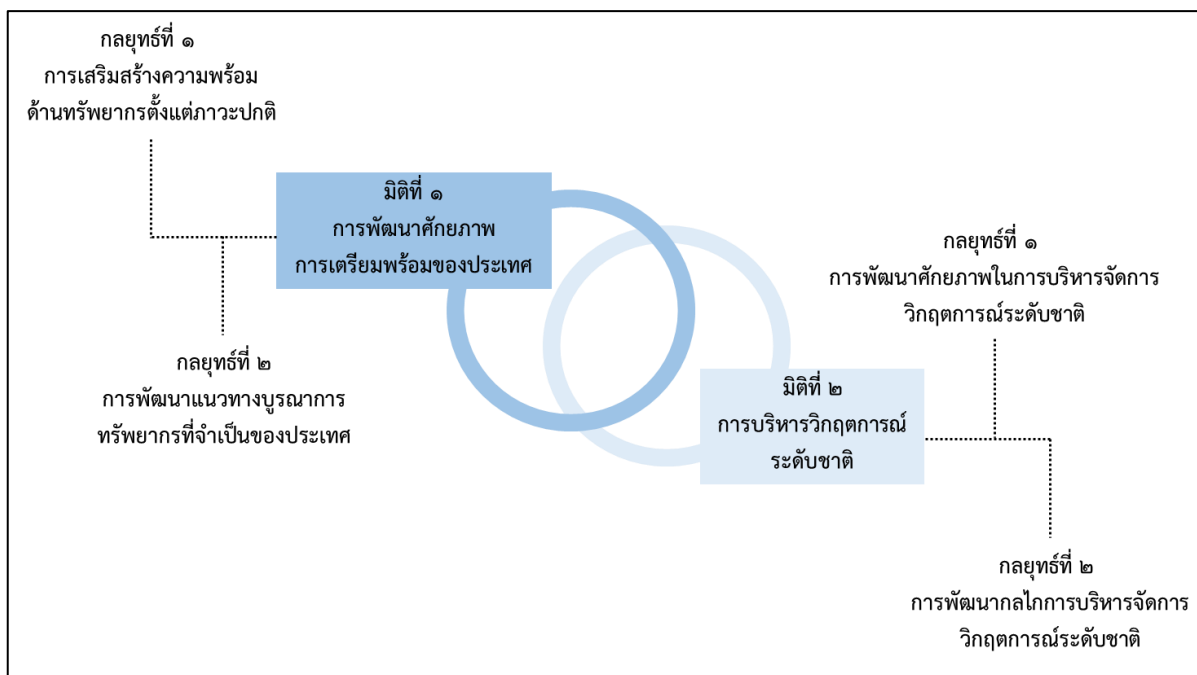 กลยุทธ์ที่ ๑
การเสริมสร้างความพร้อม
ด้านทรัพยากรตั้งแต่ภาวะปกติ
มิติที่ ๑
การพัฒนาศักยภาพ
การเตรียมพร้อมของประเทศ
กลยุทธ์ที่ ๒
การพัฒนาแนวทางบูรณาการ
ทรัพยากรที่จำเป็นของประเทศ
มิติที่ ๒
การบริหารวิกฤตการณ์
ระดับชาติ
กลยุทธ์ที่ ๑
การพัฒนาศักยภาพในการบริหารจัดการ
วิกฤตการณ์ระดับชาติ
กลยุทธ์ที่ ๒
การพัฒนากลไกการบริหารจัดการ
วิกฤตการณ์ระดับชาติ